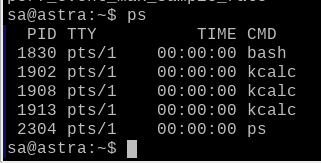 sa@astra:~$ ps
PID TTY TIME CMD
1830 pts/1 00:00:00 bash
1902 pts/1 00:00:00 kcalc
1908 pts/1 00:00:00 kcalc
1913 pts/1 00:00:00 kcalc
2304 pts/1 00:00:00 ps
sa@astra:~$